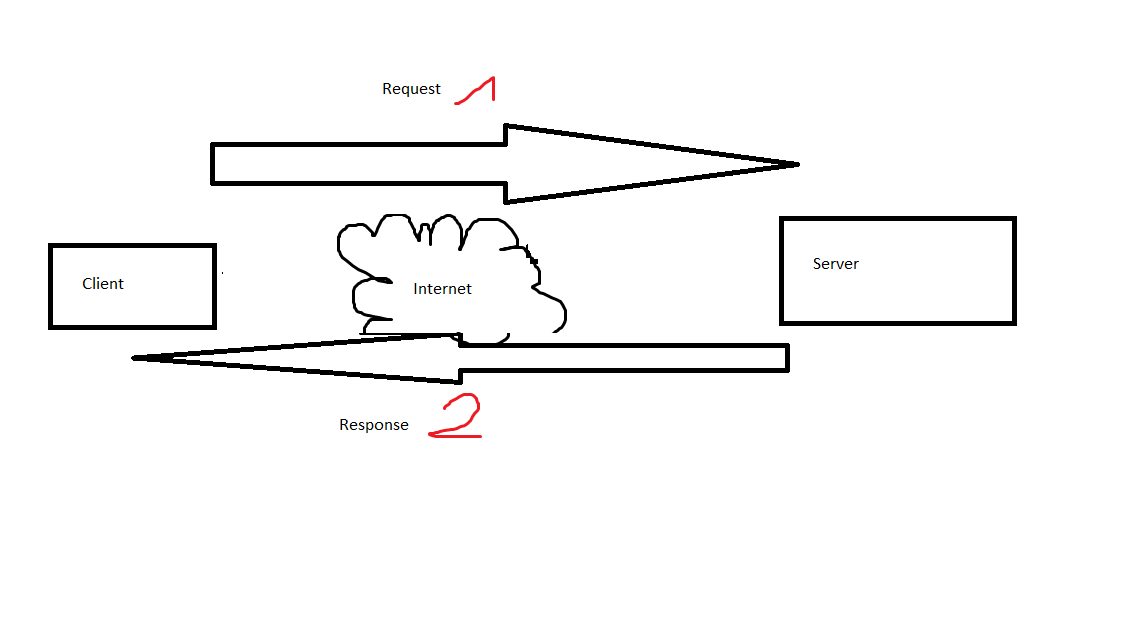 Request 1
Client
Internet
Server
Response 2